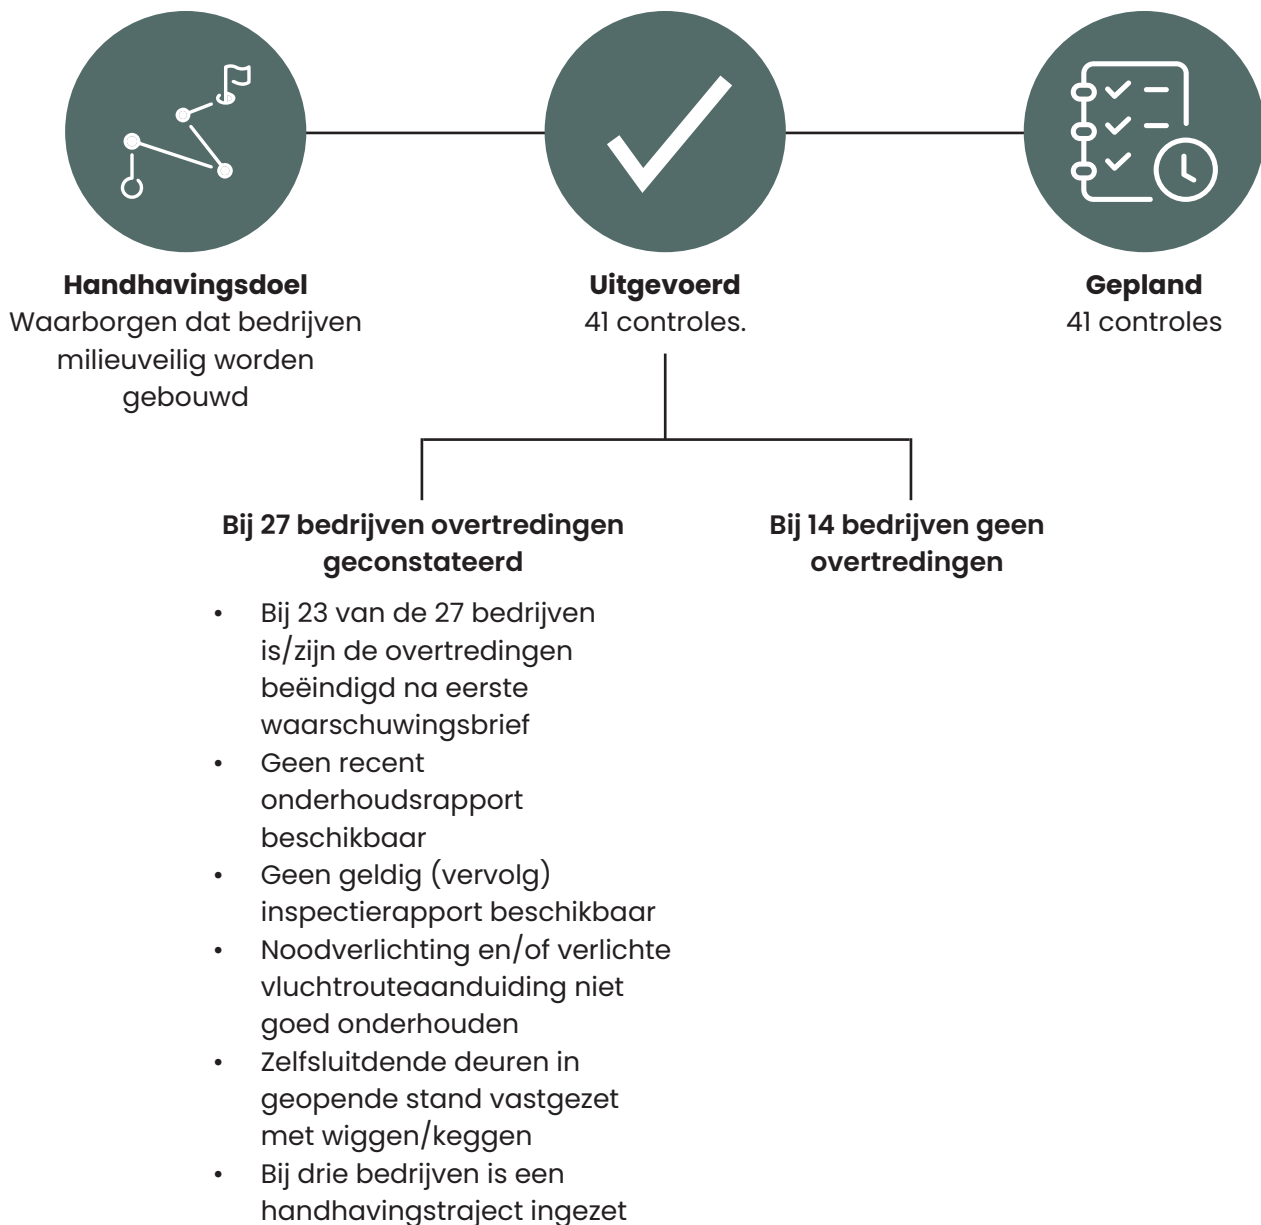 Handhavingsdoel
Waarborgen dat bedrijven
milieuveilig worden
gebouwd
Uitgevoerd
41 controles.
Gepland
41 controles
Bij 27 bedrijven overtredingen
geconstateerd
• Bij 23 van de 27 bedrijven
is/zijn de overtredingen
beëindigd na eerste
waarschuwingsbrief
• Geen recent
onderhoudsrapport
beschikbaar
• Geen geldig (vervolg)
inspectierapport beschikbaar
• Noodverlichting en/of verlichte
vluchtrouteaanduiding niet
goed onderhouden
• Zelfsluitdende deuren in
geopende stand vastgezet
met wiggen/keggen
• Bij drie bedrijven is een
handhavingstraject ingezet
Bij 14 bedrijven geen
overtredingen